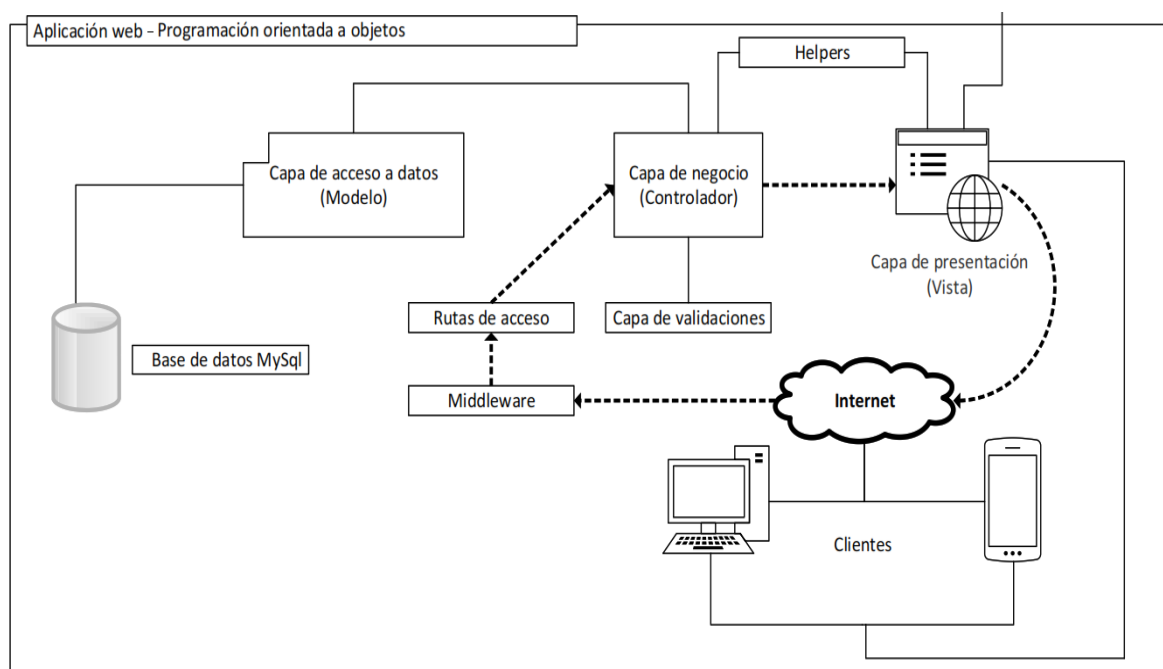 Aplicación web – Programación orientada a objetos
Helpers
Capa de acceso a datos
(Modelo)
Capa de negocio
(Controlador)
Capa de presentación
(Vista)
Rutas de acceso
Capa de validaciones
Base de datos MySql
Middleware
Internet
Clientes